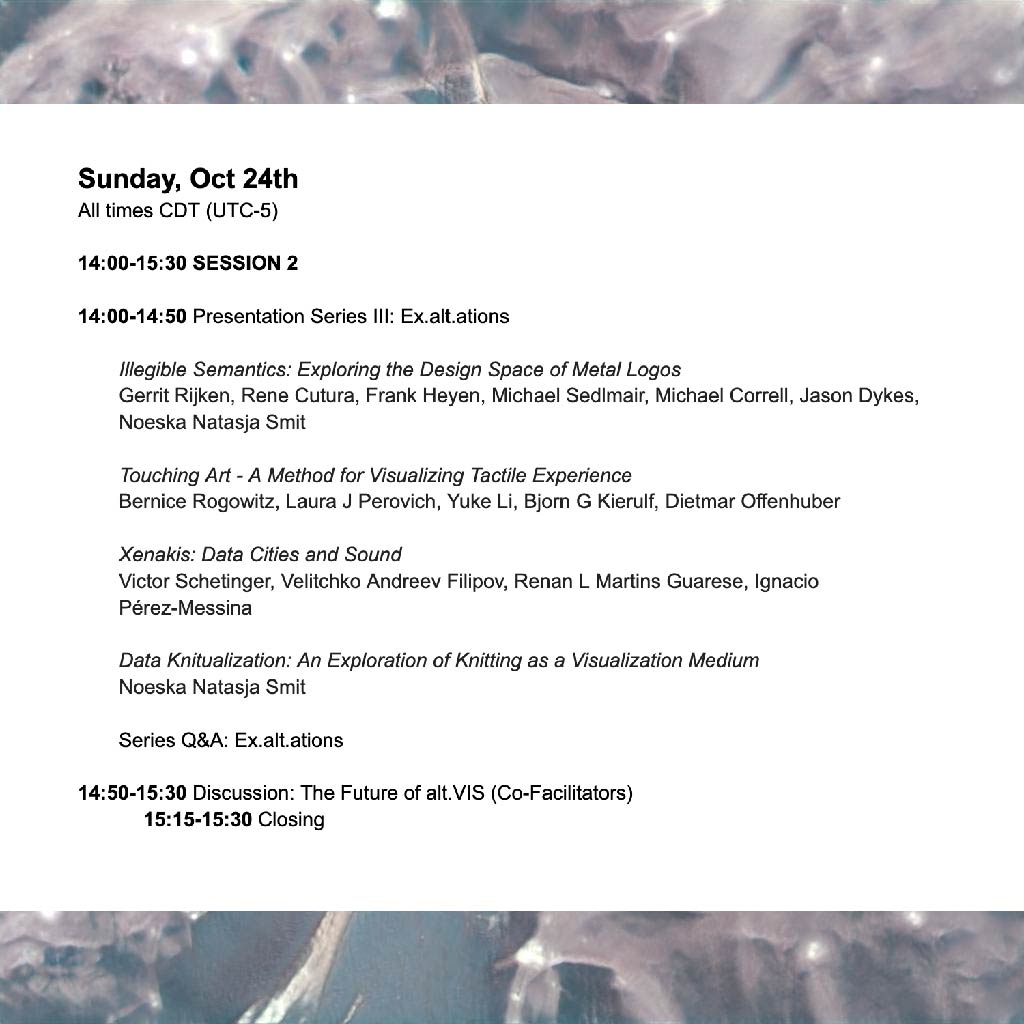 Sunday, Oct 24th
All times CDT (UTC-5)
14:00-15:30 SESSION 2
14:00-14:50 Presentation Series III: Ex.alt.ations
Illegible Semantics: Exploring the Design Space of Metal Logos
Gerrit Rijken, Rene Cutura, Frank Heyen, Michael Sedlmair, Michael Correll, Jason Dykes,
Noeska Natasja Smit
Touching Art - A Method for Visualizing Tactile Experience
Bernice Rogowitz, Laura J Perovich, Yuke Li, Bjorn G Kierulf, Dietmar Offenhuber
Xenakis: Data Cities and Sound
Victor Schetinger, Velitchko Andreev Filipov, Renan L Martins Guarese, Ignacio
Pérez-Messina
Data Knitualization: An Exploration of Knitting as a Visualization Medium
Noeska Natasja Smit
Series Q&A: Ex.alt.ations
14:50-15:30 Discussion: The Future of alt.VIS (Co-Facilitators)
15:15-15:30 Closing